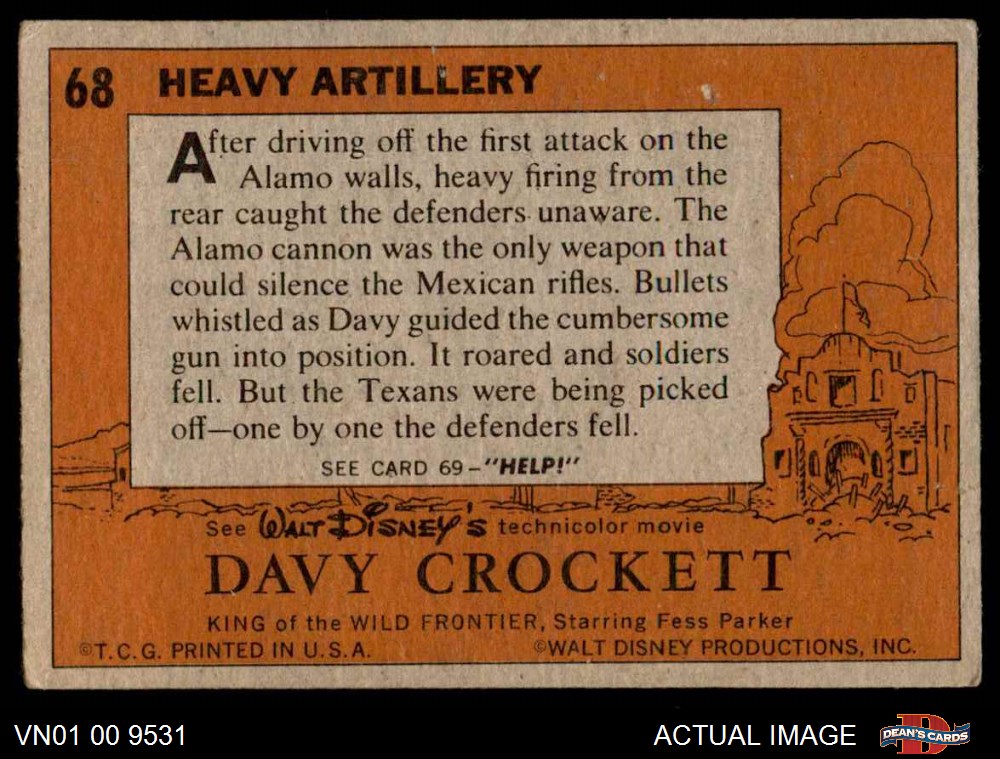 68 HEAVY ARTILLERY
After driving off the first attack on the
Alamo walls, heavy firing from the
rear caught the defenders unaware. The
Alamo cannon was the only weapon that
could silence the Mexican rifles. Bullets
whistled as Davy guided the cumbersome
gun into position. It roared and soldiers
fell. But the Texans were being picked
off—one by one the defenders fell.
SEE CARD 69-"HELP!"
See WALT DISNEY'S technicolor movie
DAVY CROCKETT
KING of the WILD FRONTIER, Starring Fess Parker
©T.C.G. PRINTED IN U.S.A. ©WALT DISNEY PRODUCTIONS, INC.
VN01 00 9531 ACTUAL IMAGE DEAN'S CARDS